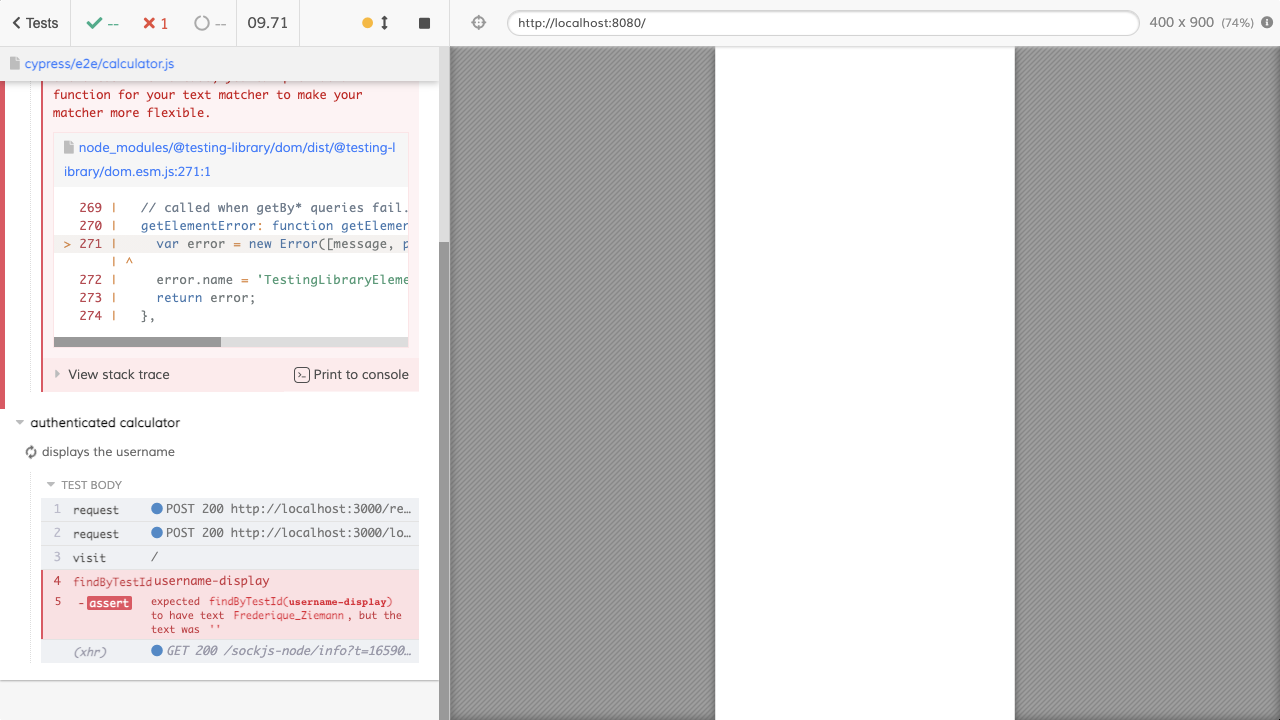 Tests
--
1
--
09.71
http://localhost:8080/
400 x 900 (74%)
cypress/e2e/calculator.js
function for your text matcher to make your
matcher more flexible.
node_modules/@testing-library/dom/dist/@testing-l
ibrary/dom.esm.js:271:1
269 | // called when getBy* queries fail.
270 | getElementError: function getElemen
> 271 | var error = new Error([message, p
| ^
272 | error.name = 'TestingLibraryEleme
273 | return error;
274 | },
View stack trace
Print to console
authenticated calculator
displays the username
TEST BODY
1 request POST 200 http://localhost:3000/re…
2 request POST 200 http://localhost:3000/lo…
3 visit /
4 findByTestId username-display
5 -assert expected findByTestId(username-display)
to have text Frederique_Ziemann, but the
text was ''
(xhr) GET 200 /sockjs-node/info?t=16590…